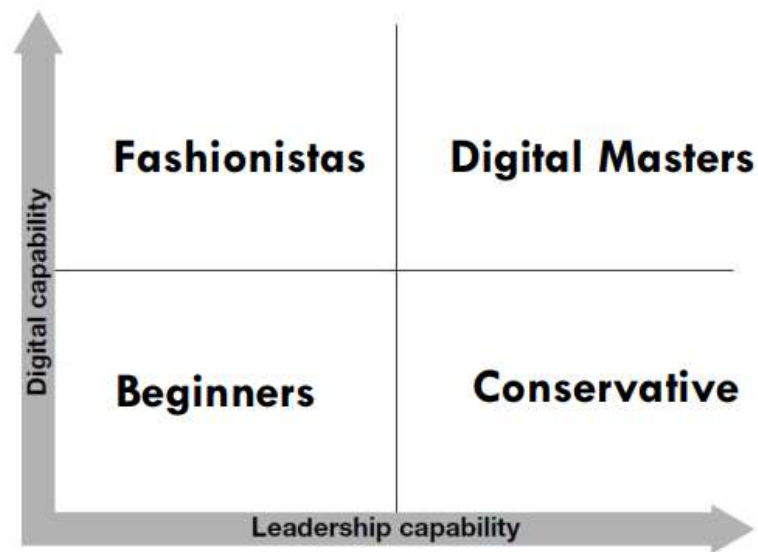 Fashionistas
Digital Masters
Digital capability
Beginners
Conservative
Leadership capability